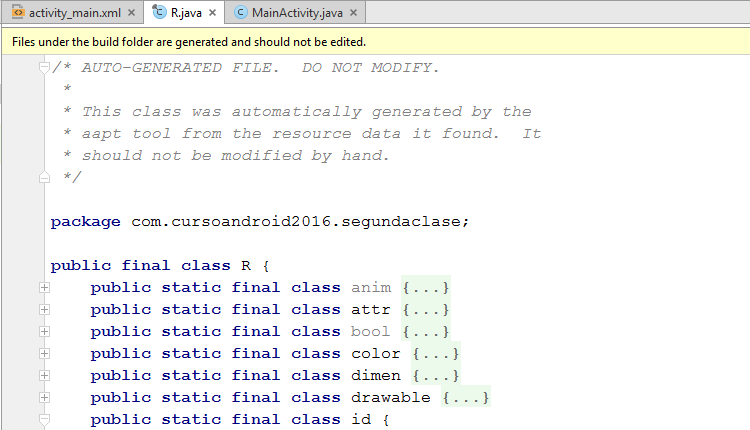 activity_main.xml R.java MainActivity.java
Files under the build folder are generated and should not be edited.
/* AUTO-GENERATED FILE.  DO NOT MODIFY.
*
* This class was automatically generated by the
* aapt tool from the resource data it found.  It
* should not be modified by hand.
*/
package com.cursoandroid2016.segundaclase;
public final class R {
public static final class anim {...}
public static final class attr {...}
public static final class bool {...}
public static final class color {...}
public static final class dimen {...}
public static final class drawable {...}
public static final class id {